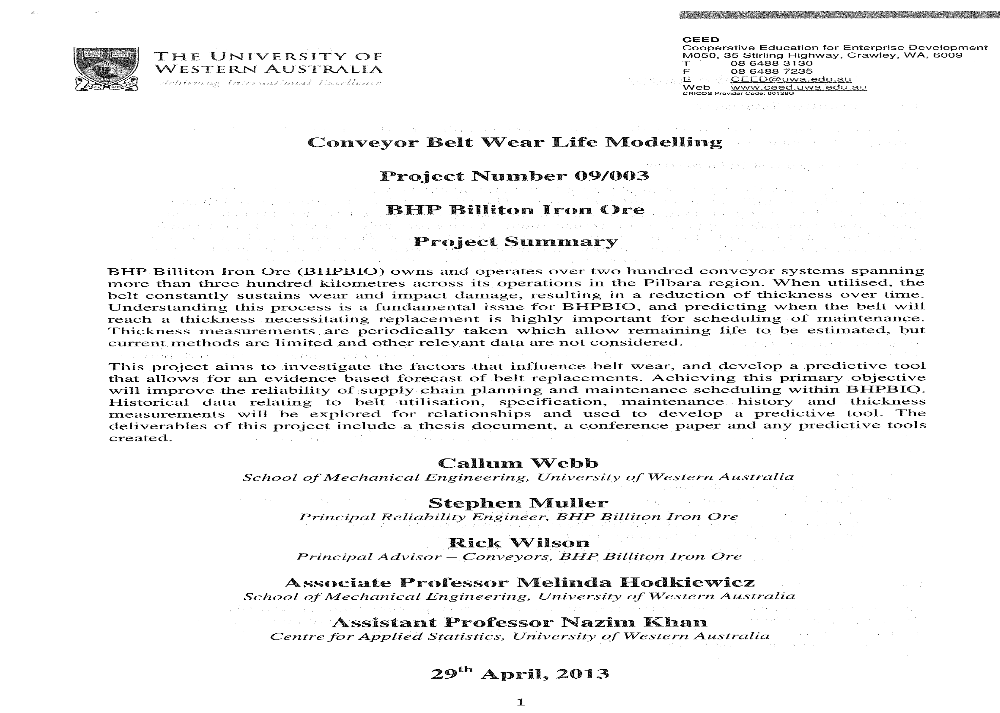 THE UNIVERSITY OF
WESTERN AUSTRALIA
Achieving International Excellence
SEEK WISDOM
CEED
Cooperative Education for Enterprise Development
M050, 35 Stirling Highway, Crawley, WA, 6009
T 08 6488 3130
F 08 6488 7235
E CEED@uwa.edu.au
Web www.ceed.uwa.edu.au
CRICOS Provider Code: 00126G
Conveyor Belt Wear Life Modelling
Project Number 09/003
BHP Billiton Iron Ore
Project Summary
BHP Billiton Iron Ore (BHPBIO) owns and operates over two hundred conveyor systems spanning
more than three hundred kilometres across its operations in the Pilbara region. When utilised, the
belt constantly sustains wear and impact damage, resulting in a reduction of thickness over time.
Understanding this process is a fundamental issue for BHPBIO, and predicting when the belt will
reach a thickness necessitating replacement is highly important for scheduling of maintenance.
Thickness measurements are periodically taken which allow remaining life to be estimated, but
current methods are limited and other relevant data are not considered.
This project aims to investigate the factors that influence belt wear, and develop a predictive tool
that allows for an evidence based forecast of belt replacements. Achieving this primary objective
will improve the reliability of supply chain planning and maintenance scheduling within BHPBIO.
Historical data relating to belt utilisation, specification, maintenance history and thickness
measurements will be explored for relationships and used to develop a predictive tool. The
deliverables of this project include a thesis document, a conference paper and any predictive tools
created.
Callum Webb
School of Mechanical Engineering, University of Western Australia
Stephen Muller
Principal Reliability Engineer, BHP Billiton Iron Ore
Rick Wilson
Principal Advisor – Conveyors, BHP Billiton Iron Ore
Associate Professor Melinda Hodkiewicz
School of Mechanical Engineering, University of Western Australia
Assistant Professor Nazim Khan
Centre for Applied Statistics, University of Western Australia
29th April, 2013
1